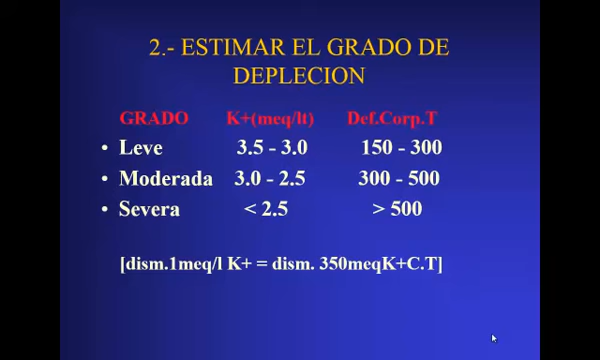 2.- ESTIMAR EL GRADO DE
DEPLECION
GRADO K+(meq/lt) Def.Corp.T
• Leve 3.5 - 3.0 150 - 300
• Moderada 3.0 - 2.5 300 - 500
• Severa < 2.5 > 500
[dism.1meq/l K+ = dism. 350meqK+C.T]